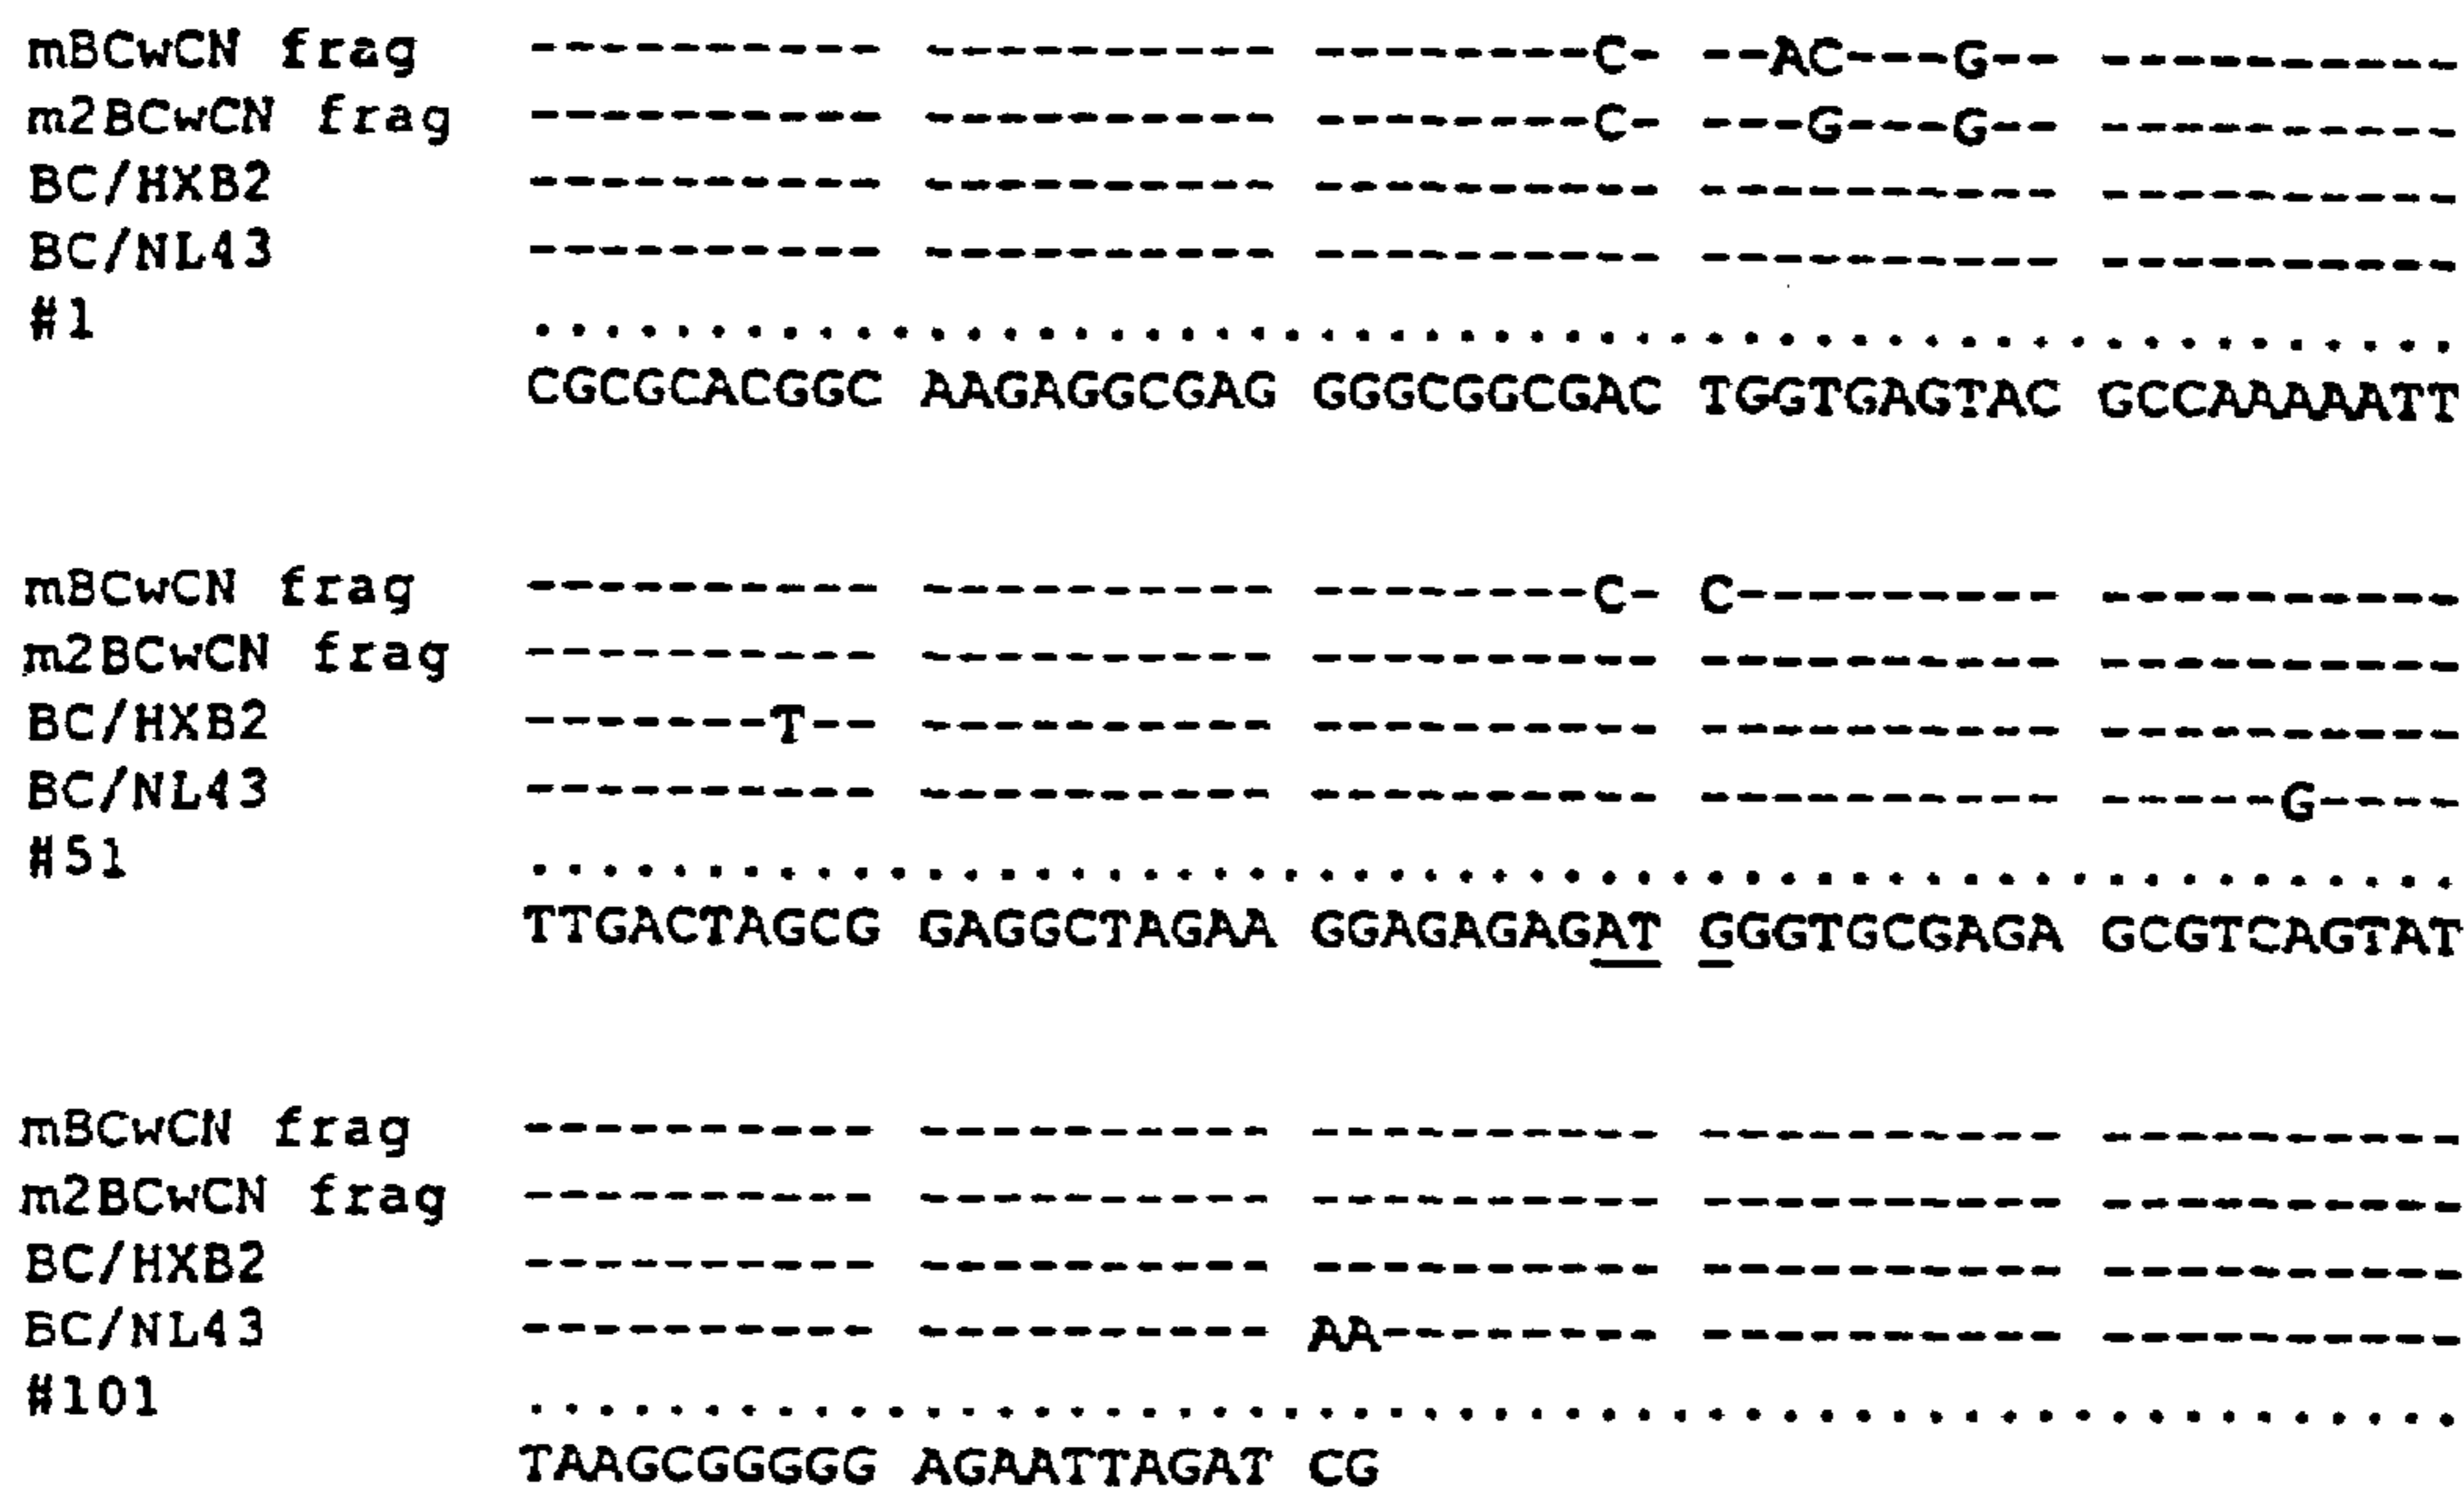 mBCwCN frag ---------- ---------- --------C- --AC---G-- ----------
m2BCwCN frag ---------- ---------- --------C- ---G---G-- ----------
BC/HXB2 ---------- ---------- ---------- ---------- ----------
BC/NL43 ---------- ---------- ---------- ---------- ----------
#1 ......................................................
CGCGCACGGC AAGAGGCGAG GGGCGGCGAC TGGTGAGTAC GCCAAAAATT
mBCwCN frag ---------- ---------- --------C- C--------- ----------
m2BCwCN frag ---------- ---------- ---------- ---------- ----------
BC/HXB2 -------T-- ---------- ---------- ---------- ----------
BC/NL43 ---------- ---------- ---------- ---------- -----G----
#51 ......................................................
TTGACTAGCG GAGGCTAGAA GGAGAGAGAT GGGTGCGAGA GCGTCAGTAT
mBCwCN frag ---------- ---------- ---------- ---------- ----------
m2BCwCN frag ---------- ---------- ---------- ---------- ----------
BC/HXB2 ---------- ---------- ---------- ---------- ----------
BC/NL43 ---------- ---------- AA-------- ---------- ----------
#101 ......................................................
TAAGCGGGGG AGAATTAGAT CG